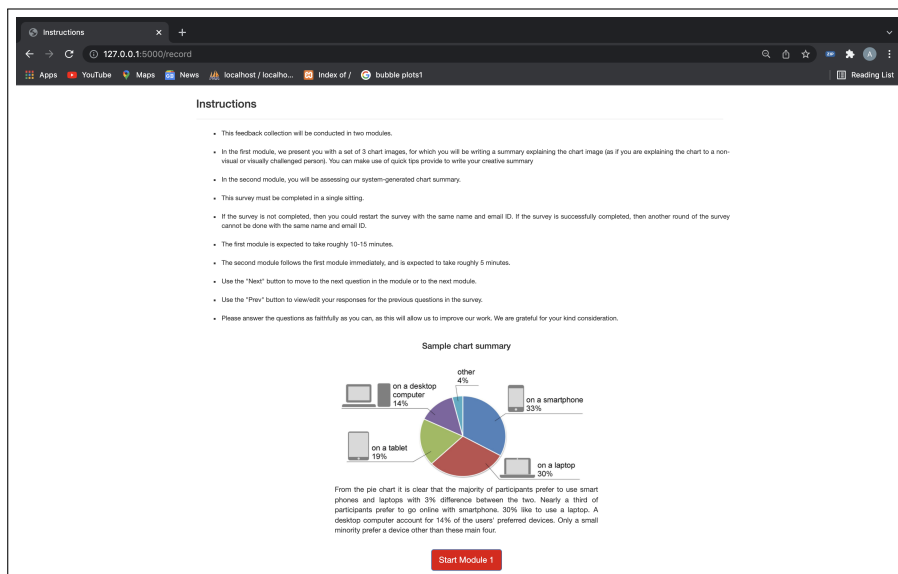 Instructions
127.0.0.1:5000/record
Apps YouTube Maps News localhost / localho... Index of / bubble plots1 Reading List
Instructions
This feedback collection will be conducted in two modules.
In the first module, we present you with a set of 3 chart images, for which you will be writing a summary explaining the chart image (as if you are explaining the chart to a non-
visual or visually challenged person). You can make use of quick tips provide to write your creative summary
In the second module, you will be assessing our system-generated chart summary.
This survey must be completed in a single sitting.
If the survey is not completed, then you could restart the survey with the same name and email ID. If the survey is successfully completed, then another round of the survey
cannot be done with the same name and email ID.
The first module is expected to take roughly 10-15 minutes.
The second module follows the first module immediately, and is expected to take roughly 5 minutes.
Use the "Next" button to move to the next question in the module or to the next module.
Use the "Prev" button to view/edit your responses for the previous questions in the survey.
Please answer the questions as faithfully as you can, as this will allow us to improve our work. We are grateful for your kind consideration.
Sample chart summary
other
4%
on a desktop
computer
14%
on a smartphone
33%
on a tablet
19%
on a laptop
30%
From the pie chart it is clear that the majority of participants prefer to use smart
phones and laptops with 3% difference between the two. Nearly a third of
participants prefer to go online with smartphone. 30% like to use a laptop. A
desktop computer account for 14% of the users' preferred devices. Only a small
minority prefer a device other than these main four.
Start Module 1